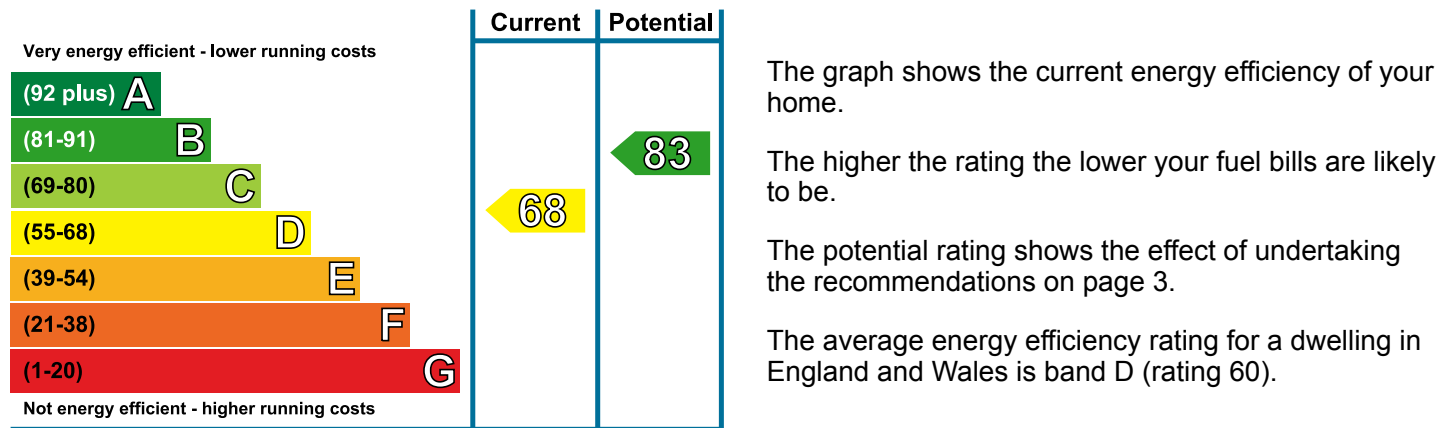 Current Potential
Very energy efficient - lower running costs
(92 plus) A
(81-91) B
(69-80) C
(55-68) D
(39-54) E
(21-38) F
(1-20) G
Not energy efficient - higher running costs
68
83
The graph shows the current energy efficiency of your
home.
The higher the rating the lower your fuel bills are likely
to be.
The potential rating shows the effect of undertaking
the recommendations on page 3.
The average energy efficiency rating for a dwelling in
England and Wales is band D (rating 60).